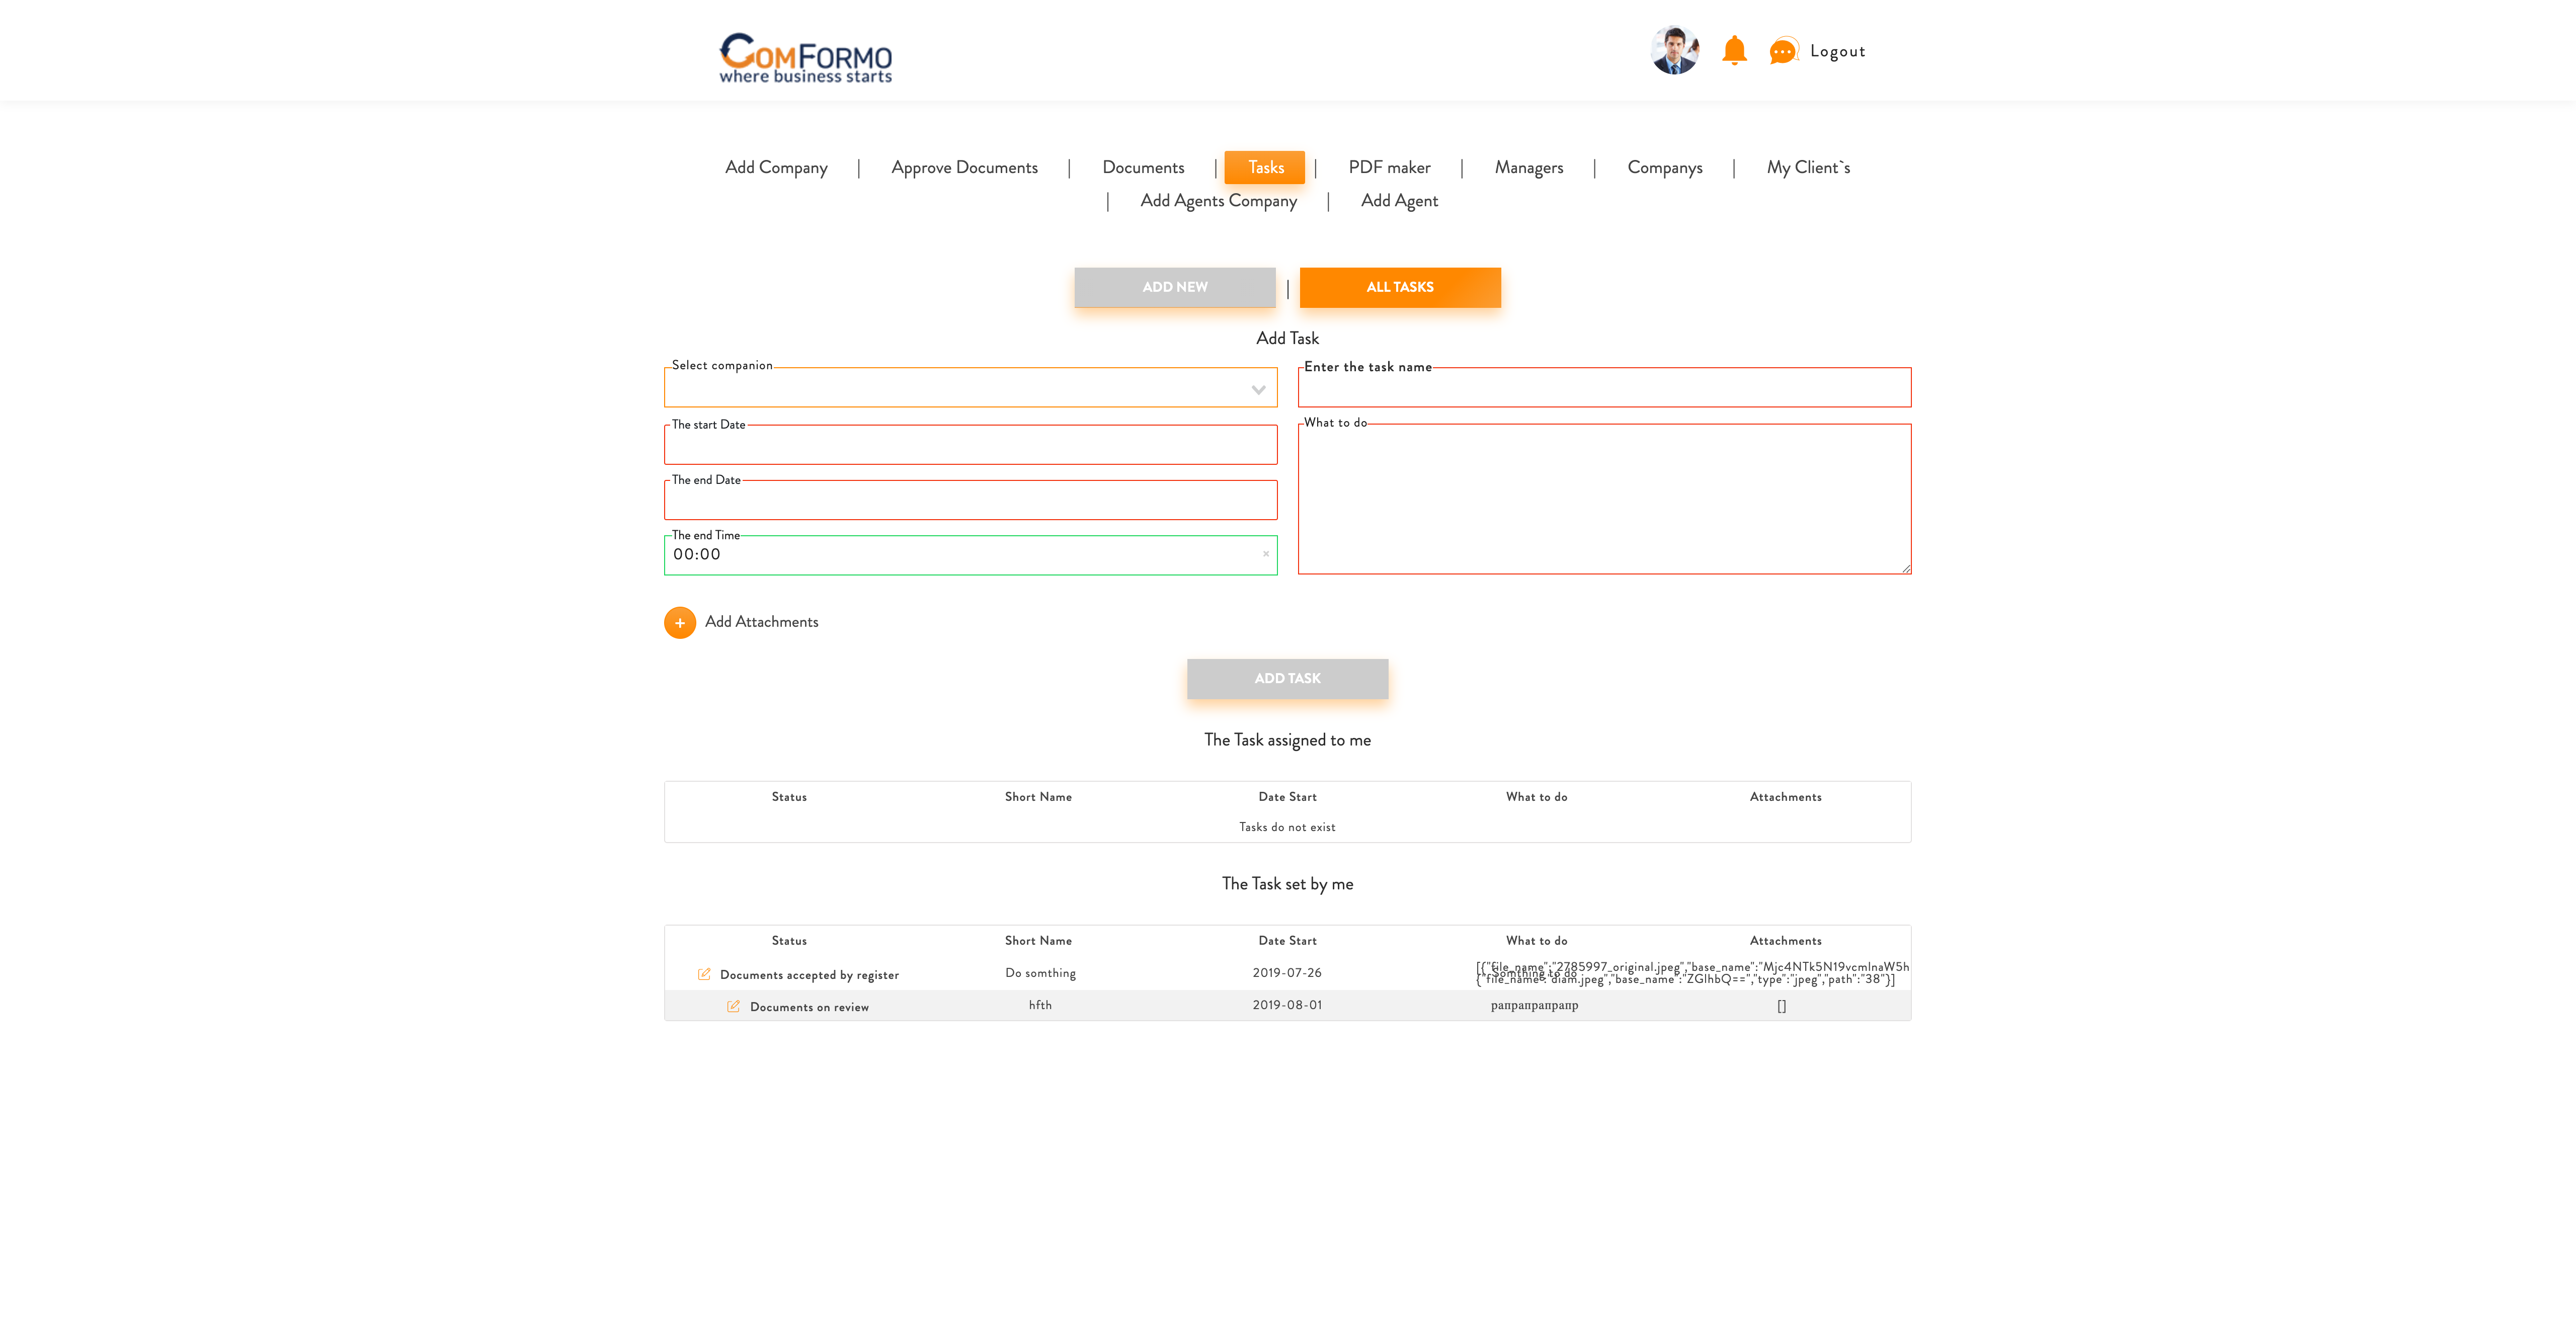 COMFORMO
where business starts
Logout
Add Company | Approve Documents | Documents | Tasks | PDF maker | Managers | Companys | My Client`s
| Add Agents Company | Add Agent
ADD NEW | ALL TASKS
Add Task
Select companion
Enter the task name
The start Date
What to do
The end Date
The end Time
00:00 ×
+ Add Attachments
ADD TASK
The Task assigned to me
Status Short Name Date Start What to do Attachments
Tasks do not exist
The Task set by me
Status Short Name Date Start What to do Attachments
Documents accepted by register Do somthing 2019-07-26 Somthing to do
[{"file_name":"2785997_original.jpeg","base_name":"Mjc4NTk5N19vcmlnaW5h
{"file_name":"diam.jpeg","base_name":"ZGlhbQ==","type":"jpeg","path":"38"}]
Documents on review hfth 2019-08-01 рапрапрапрапр []